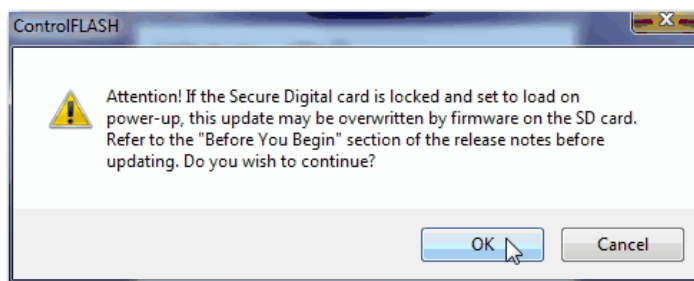 ControlFLASH
Attention! If the Secure Digital card is locked and set to load on
power-up, this update may be overwritten by firmware on the SD card.
Refer to the "Before You Begin" section of the release notes before
updating. Do you wish to continue?
OK
Cancel